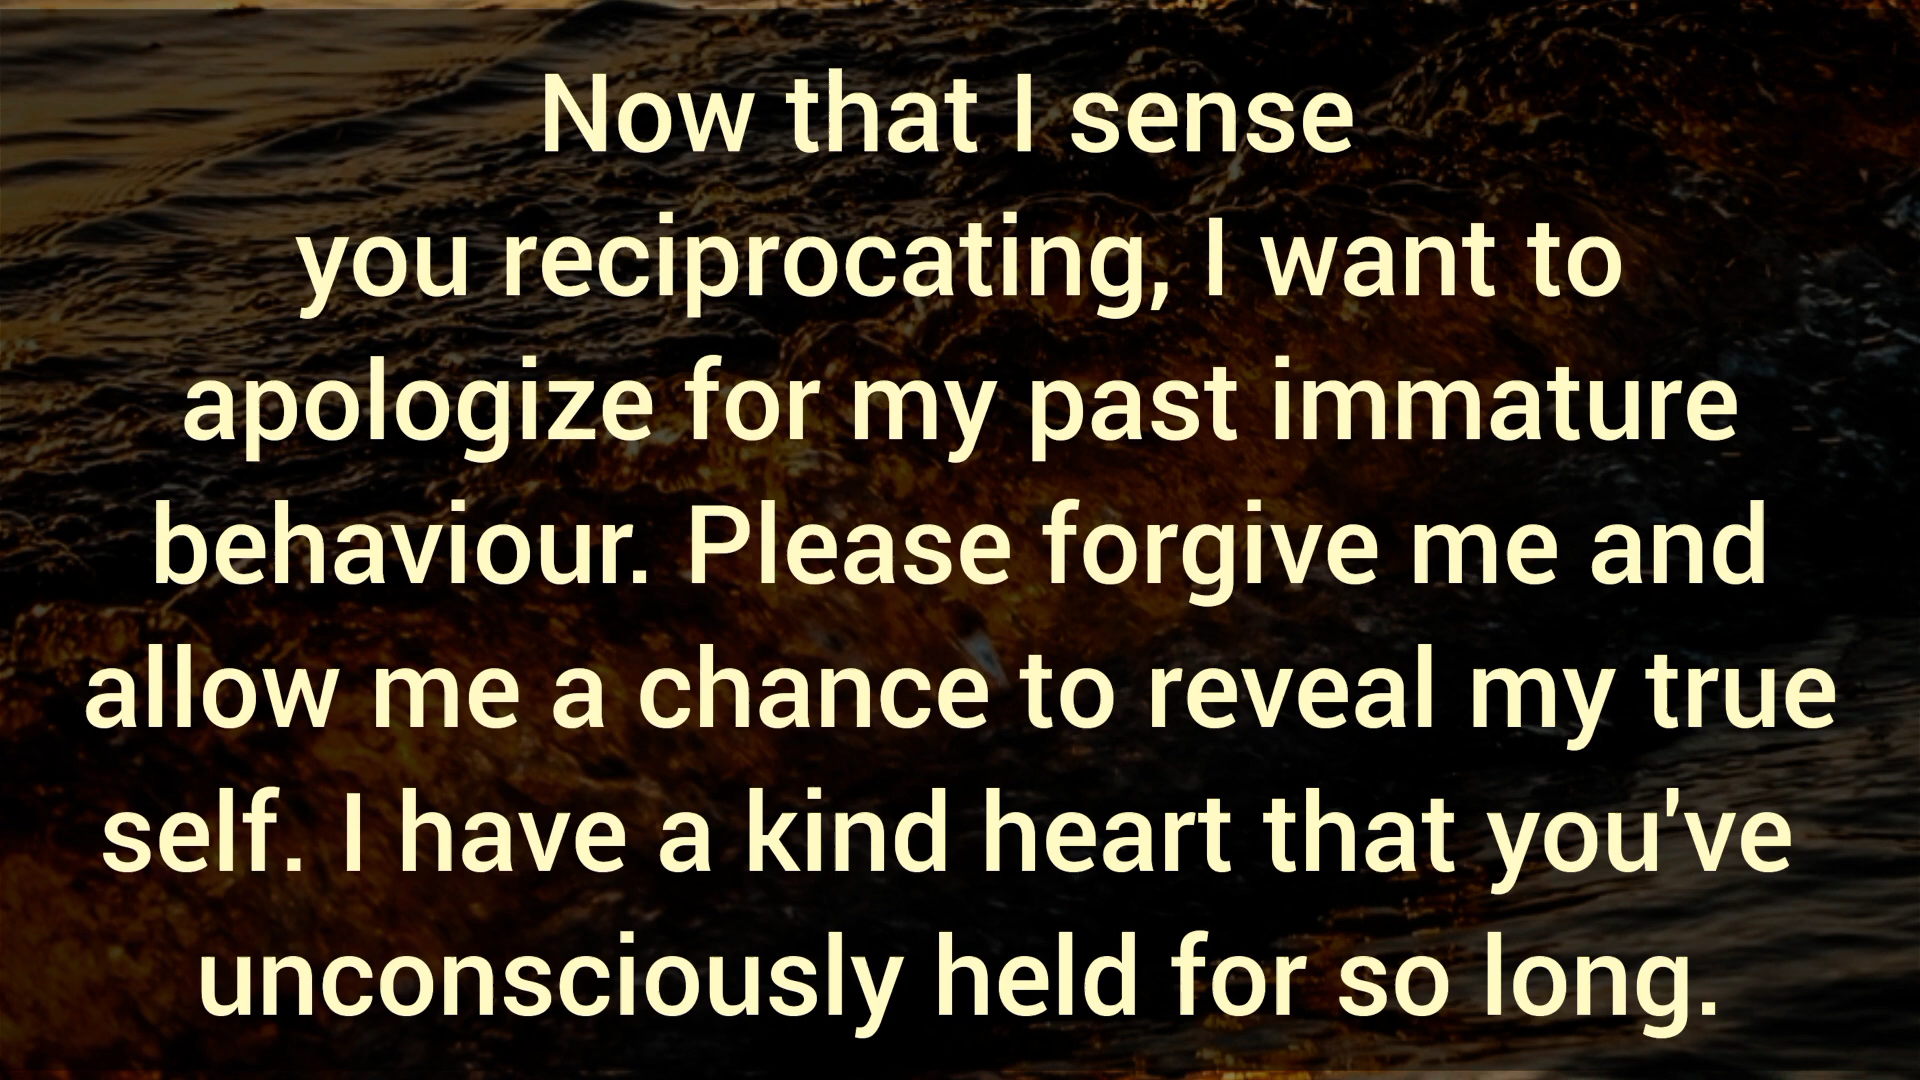 Now that I sense
you reciprocating, I want to
apologize for my past immature
behaviour. Please forgive me and
allow me a chance to reveal my true
self. I have a kind heart that you've
unconsciously held for so long.